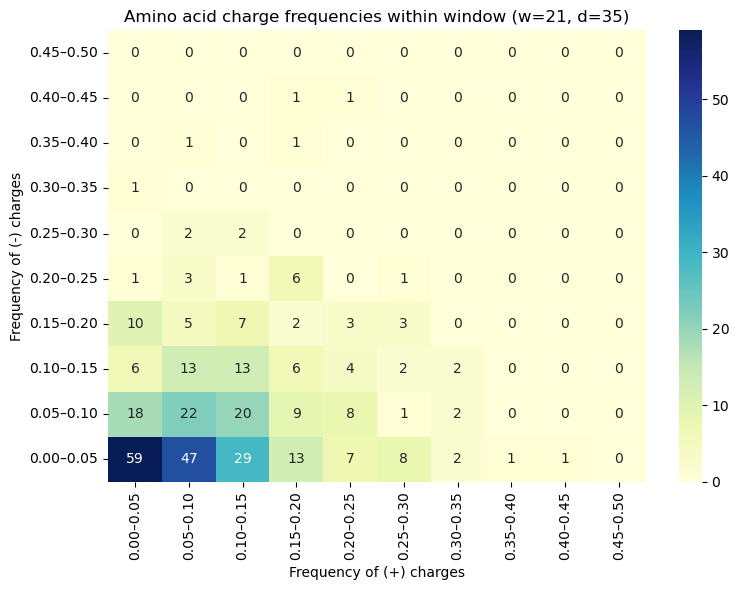 Amino acid charge frequencies within window (w=21, d=35)
Frequency of (-) charges
0.45–0.50 0 0 0 0 0 0 0 0 0 0
0.40–0.45 0 0 0 1 1 0 0 0 0 0
0.35–0.40 0 1 0 1 0 0 0 0 0 0
0.30–0.35 1 0 0 0 0 0 0 0 0 0
0.25–0.30 0 2 2 0 0 0 0 0 0 0
0.20–0.25 1 3 1 6 0 1 0 0 0 0
0.15–0.20 10 5 7 2 3 3 0 0 0 0
0.10–0.15 6 13 13 6 4 2 2 0 0 0
0.05–0.10 18 22 20 9 8 1 2 0 0 0
0.00–0.05 59 47 29 13 7 8 2 1 1 0
0.00–0.05 0.05–0.10 0.10–0.15 0.15–0.20 0.20–0.25 0.25–0.30 0.30–0.35 0.35–0.40 0.40–0.45 0.45–0.50
Frequency of (+) charges
50
40
30
20
10
0